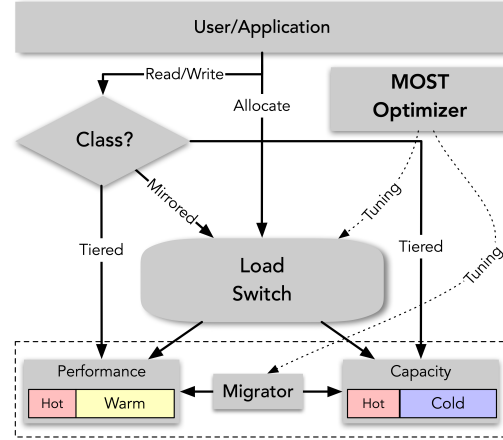 User/Application
Read/Write
MOST
Optimizer
Allocate
Class?
Mirrored
Tuning
Tiered
Tiered
Load
Switch
Tuning
Performance
Capacity
Migrator
Hot
Warm
Hot
Cold